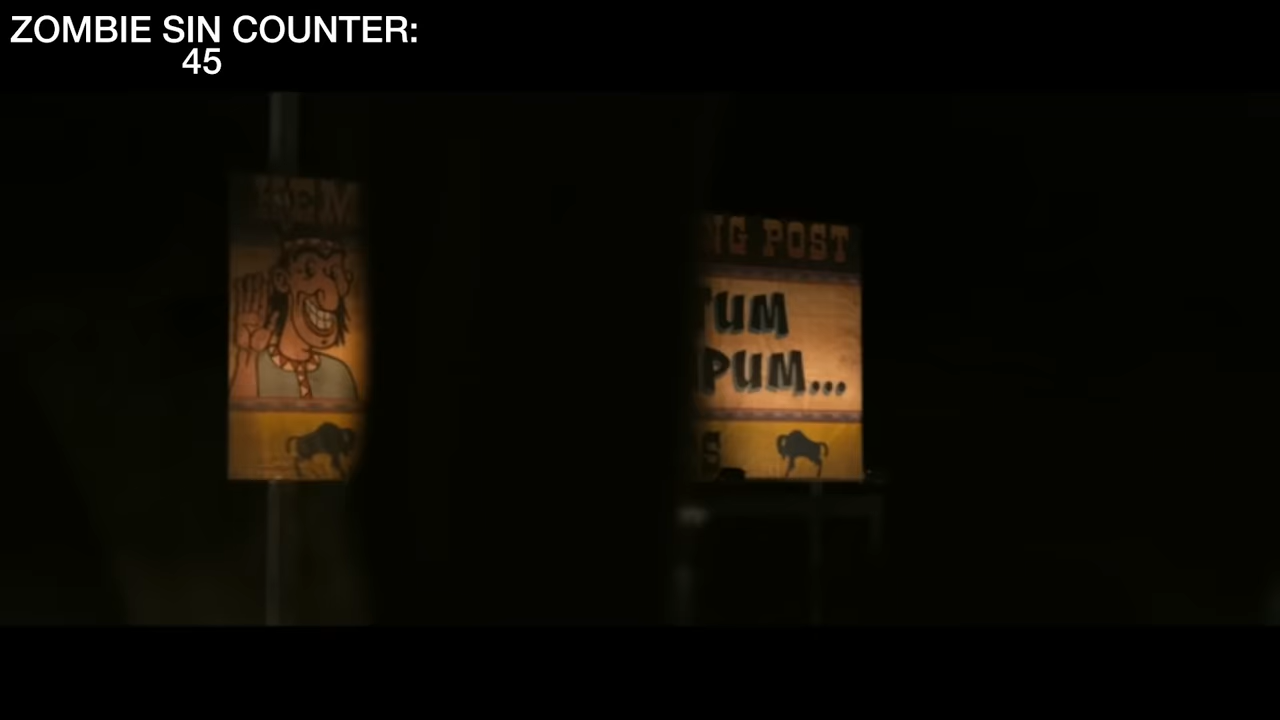 ZOMBIE SIN COUNTER:
45
NG POST
TUM
PUM...
S